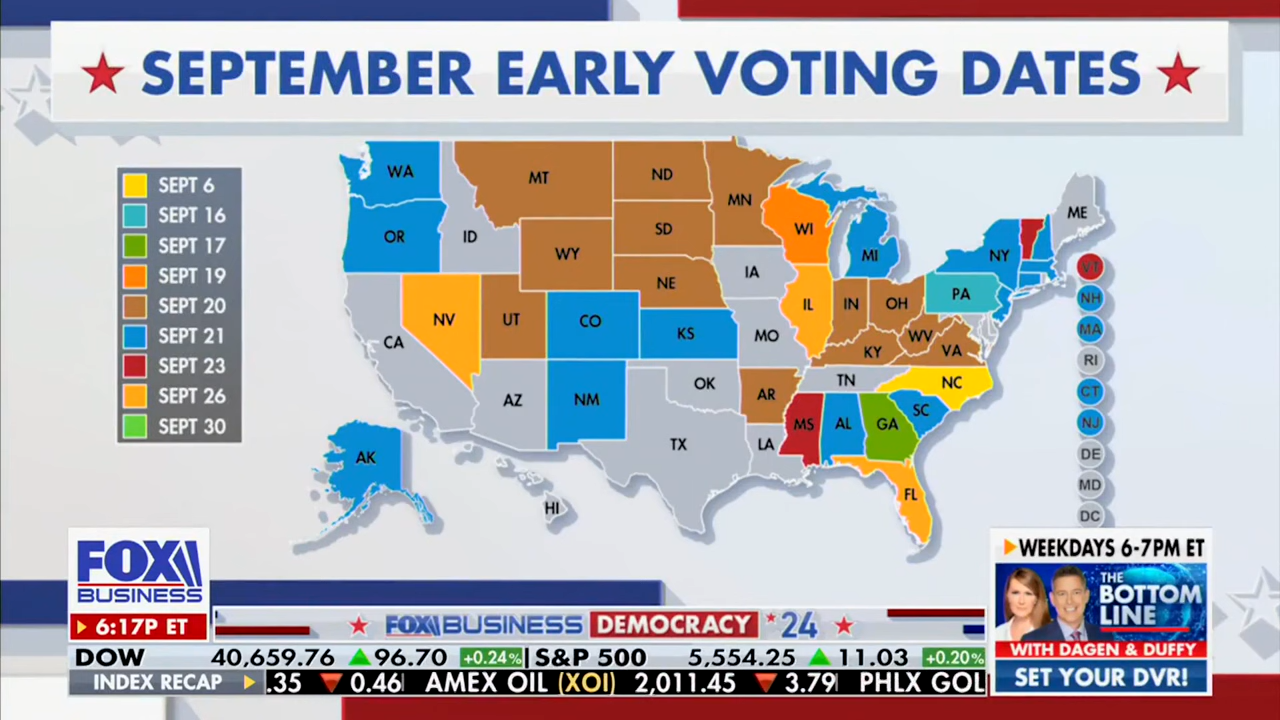 SEPTEMBER EARLY VOTING DATES
SEPT 6
SEPT 16
SEPT 17
SEPT 19
SEPT 20
SEPT 21
SEPT 23
SEPT 26
SEPT 30
WA
MT
ND
MN
OR
ID
WY
SD
WI
MI
NY
ME
NE
IA
PA
NV
UT
CO
KS
IL
IN
OH
CA
MO
KY
WV
VA
AZ
NM
OK
AR
TN
NC
TX
LA
MS
AL
GA
SC
FL
AK
HI
VT
NH
MA
RI
CT
NJ
DE
MD
DC
FOX
BUSINESS
6:17P ET
FOX BUSINESS DEMOCRACY '24
DOW 40,659.76 96.70 +0.24% S&P 500 5,554.25 11.03 +0.20%
INDEX RECAP .35 0.46 AMEX OIL (XOI) 2,011.45 3.79 PHLX GOL
WEEKDAYS 6-7PM ET
THE
BOTTOM
LINE
WITH DAGEN & DUFFY
SET YOUR DVR!